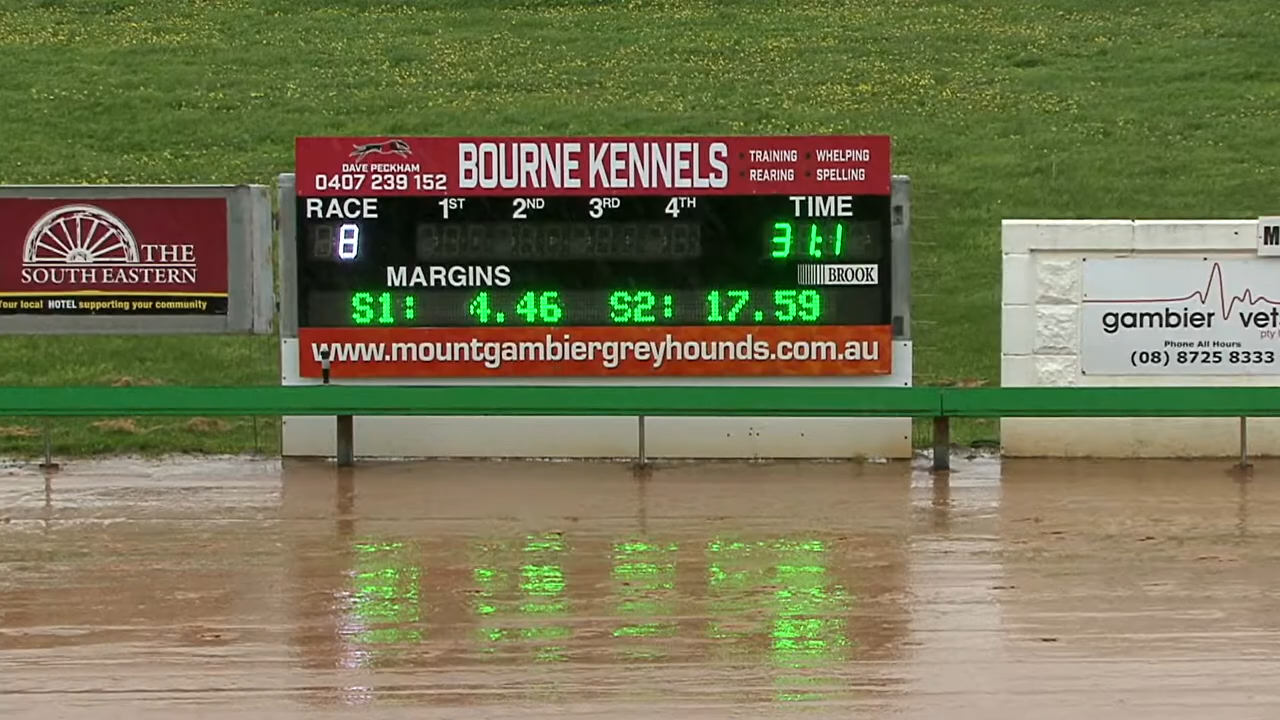 DAVE PECKHAM
0407 239 152
BOURNE KENNELS
TRAINING WHELPING
REARING SPELLING
RACE 1ST 2ND 3RD 4TH TIME
8 31:1
MARGINS BROOK
S1: 4.46 S2: 17.59
www.mountgambiergreyhounds.com.au
THE
SOUTH EASTERN
Your local HOTEL supporting your community
M
gambier vet
Phone All Hours
(08) 8725 8333